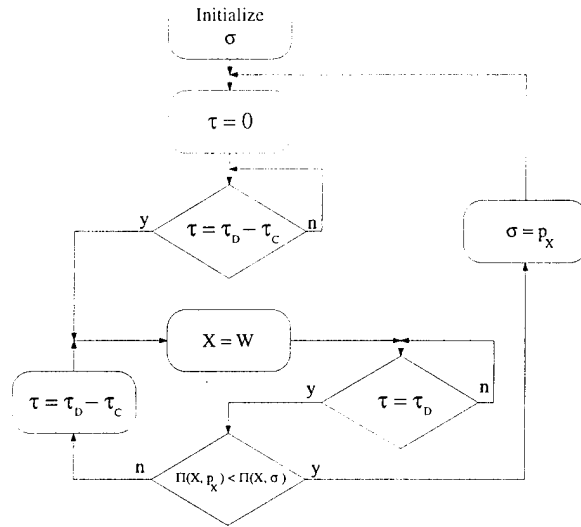 Initialize
σ
τ = 0
y
τ = τ_D − τ_C
n
σ = p_X
X = W
τ = τ_D − τ_C
y
τ = τ_D
n
n
Π(X, p_X) < Π(X, σ)
y